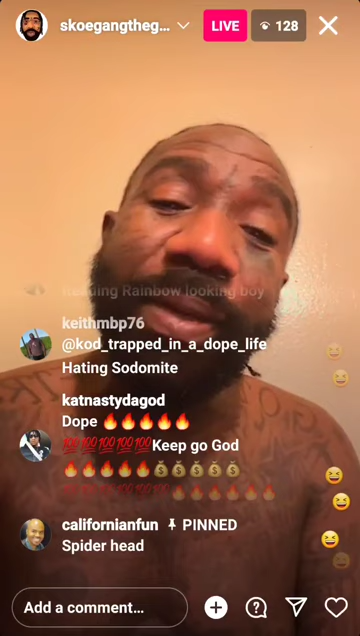 skoegangtheg...
LIVE
128
Rainbow looking boy
keithmbp76
@kod_trapped_in_a_dope_life
Hating Sodomite
katnastydagod
Dope 🔥🔥🔥🔥🔥
💯💯💯💯💯Keep go God
🔥🔥🔥🔥🔥💰💰💰💰💰
💯💯💯💯💯🔥🔥🔥🔥🔥
californianfun 📌 PINNED
Spider head
Add a comment...